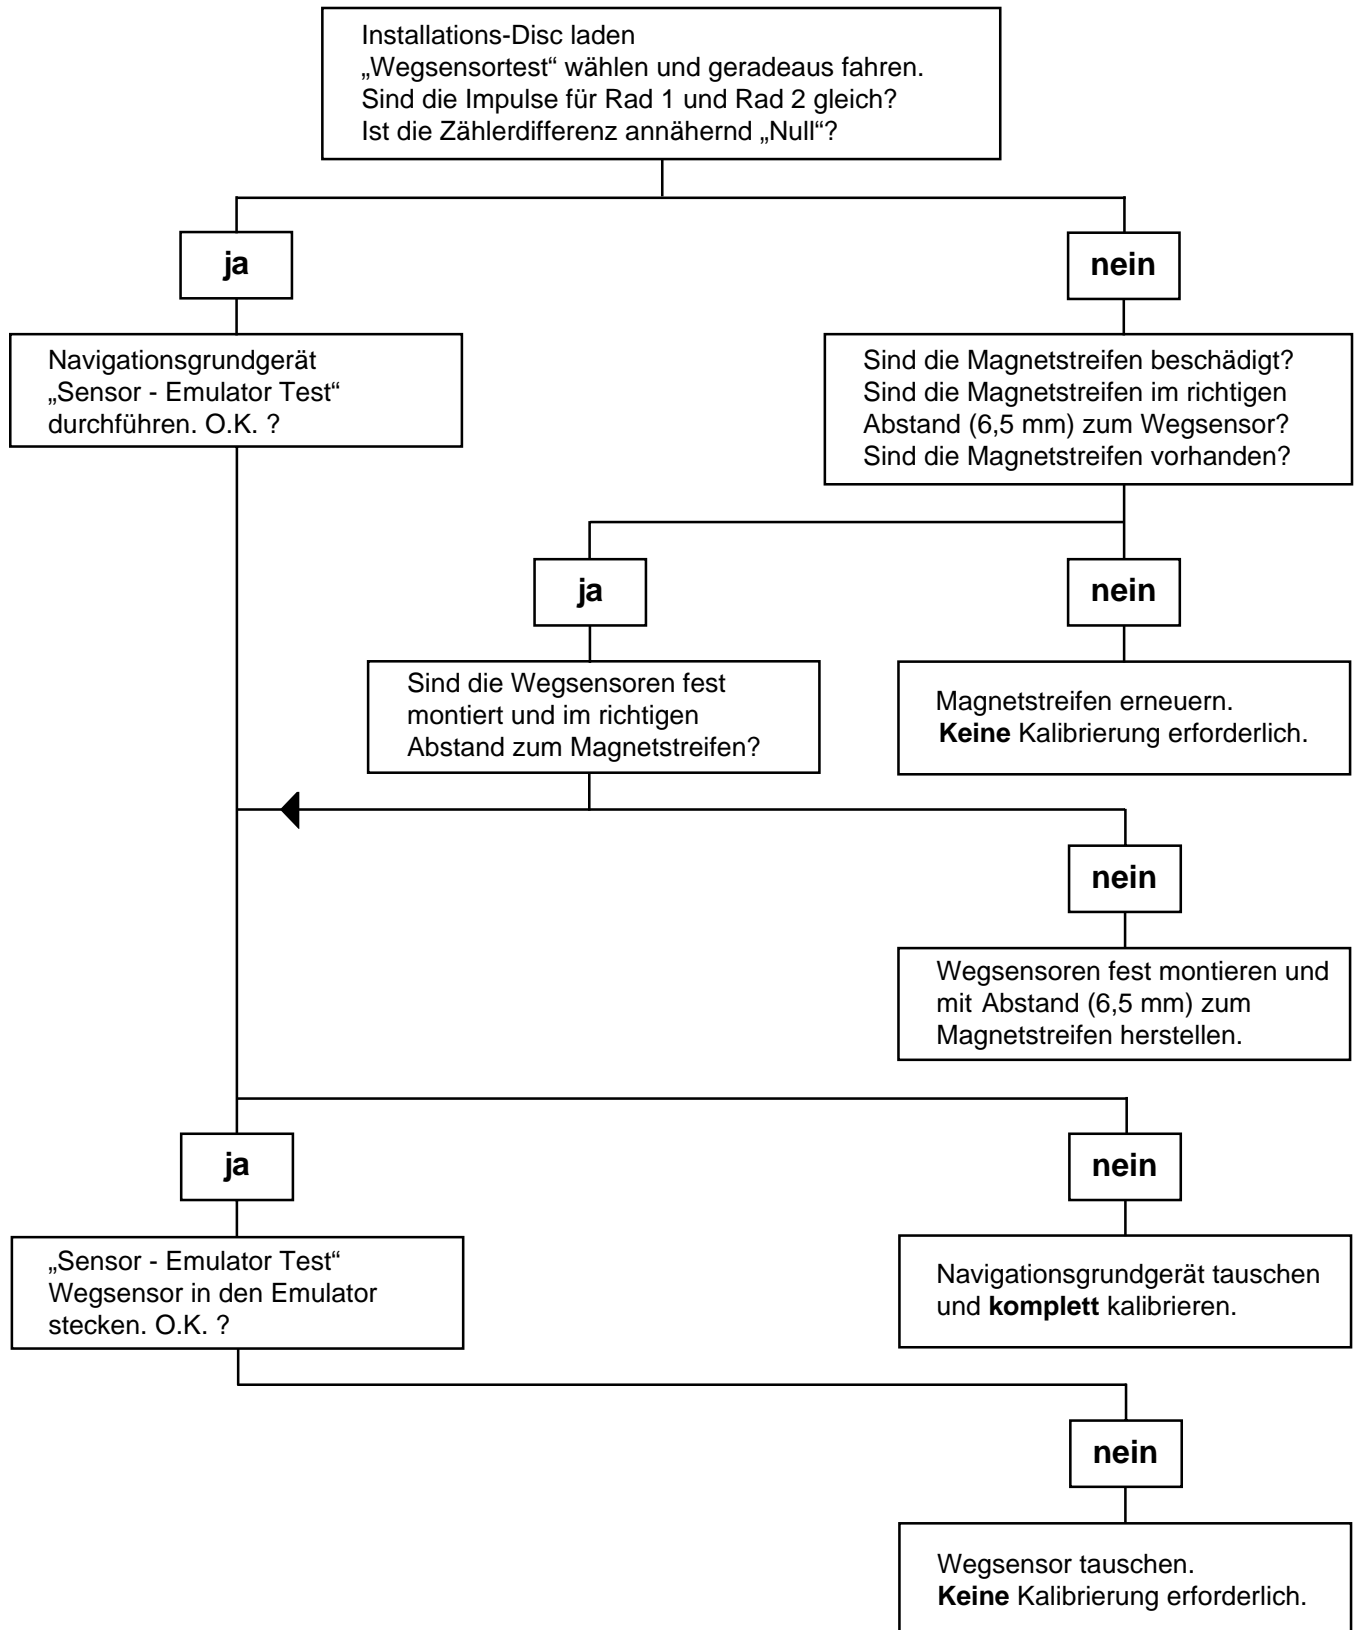 Installations-Disc laden
„Wegsensortest“ wählen und geradeaus fahren.
Sind die Impulse für Rad 1 und Rad 2 gleich?
Ist die Zählerdifferenz annähernd „Null“?
ja
nein
Navigationsgrundgerät
„Sensor - Emulator Test“
durchführen. O.K. ?
Sind die Magnetstreifen beschädigt?
Sind die Magnetstreifen im richtigen
Abstand (6,5 mm) zum Wegsensor?
Sind die Magnetstreifen vorhanden?
ja
nein
Sind die Wegsensoren fest
montiert und im richtigen
Abstand zum Magnetstreifen?
Magnetstreifen erneuern.
Keine Kalibrierung erforderlich.
nein
Wegsensoren fest montieren und
mit Abstand (6,5 mm) zum
Magnetstreifen herstellen.
ja
nein
„Sensor - Emulator Test“
Wegsensor in den Emulator
stecken. O.K. ?
Navigationsgrundgerät tauschen
und komplett kalibrieren.
nein
Wegsensor tauschen.
Keine Kalibrierung erforderlich.